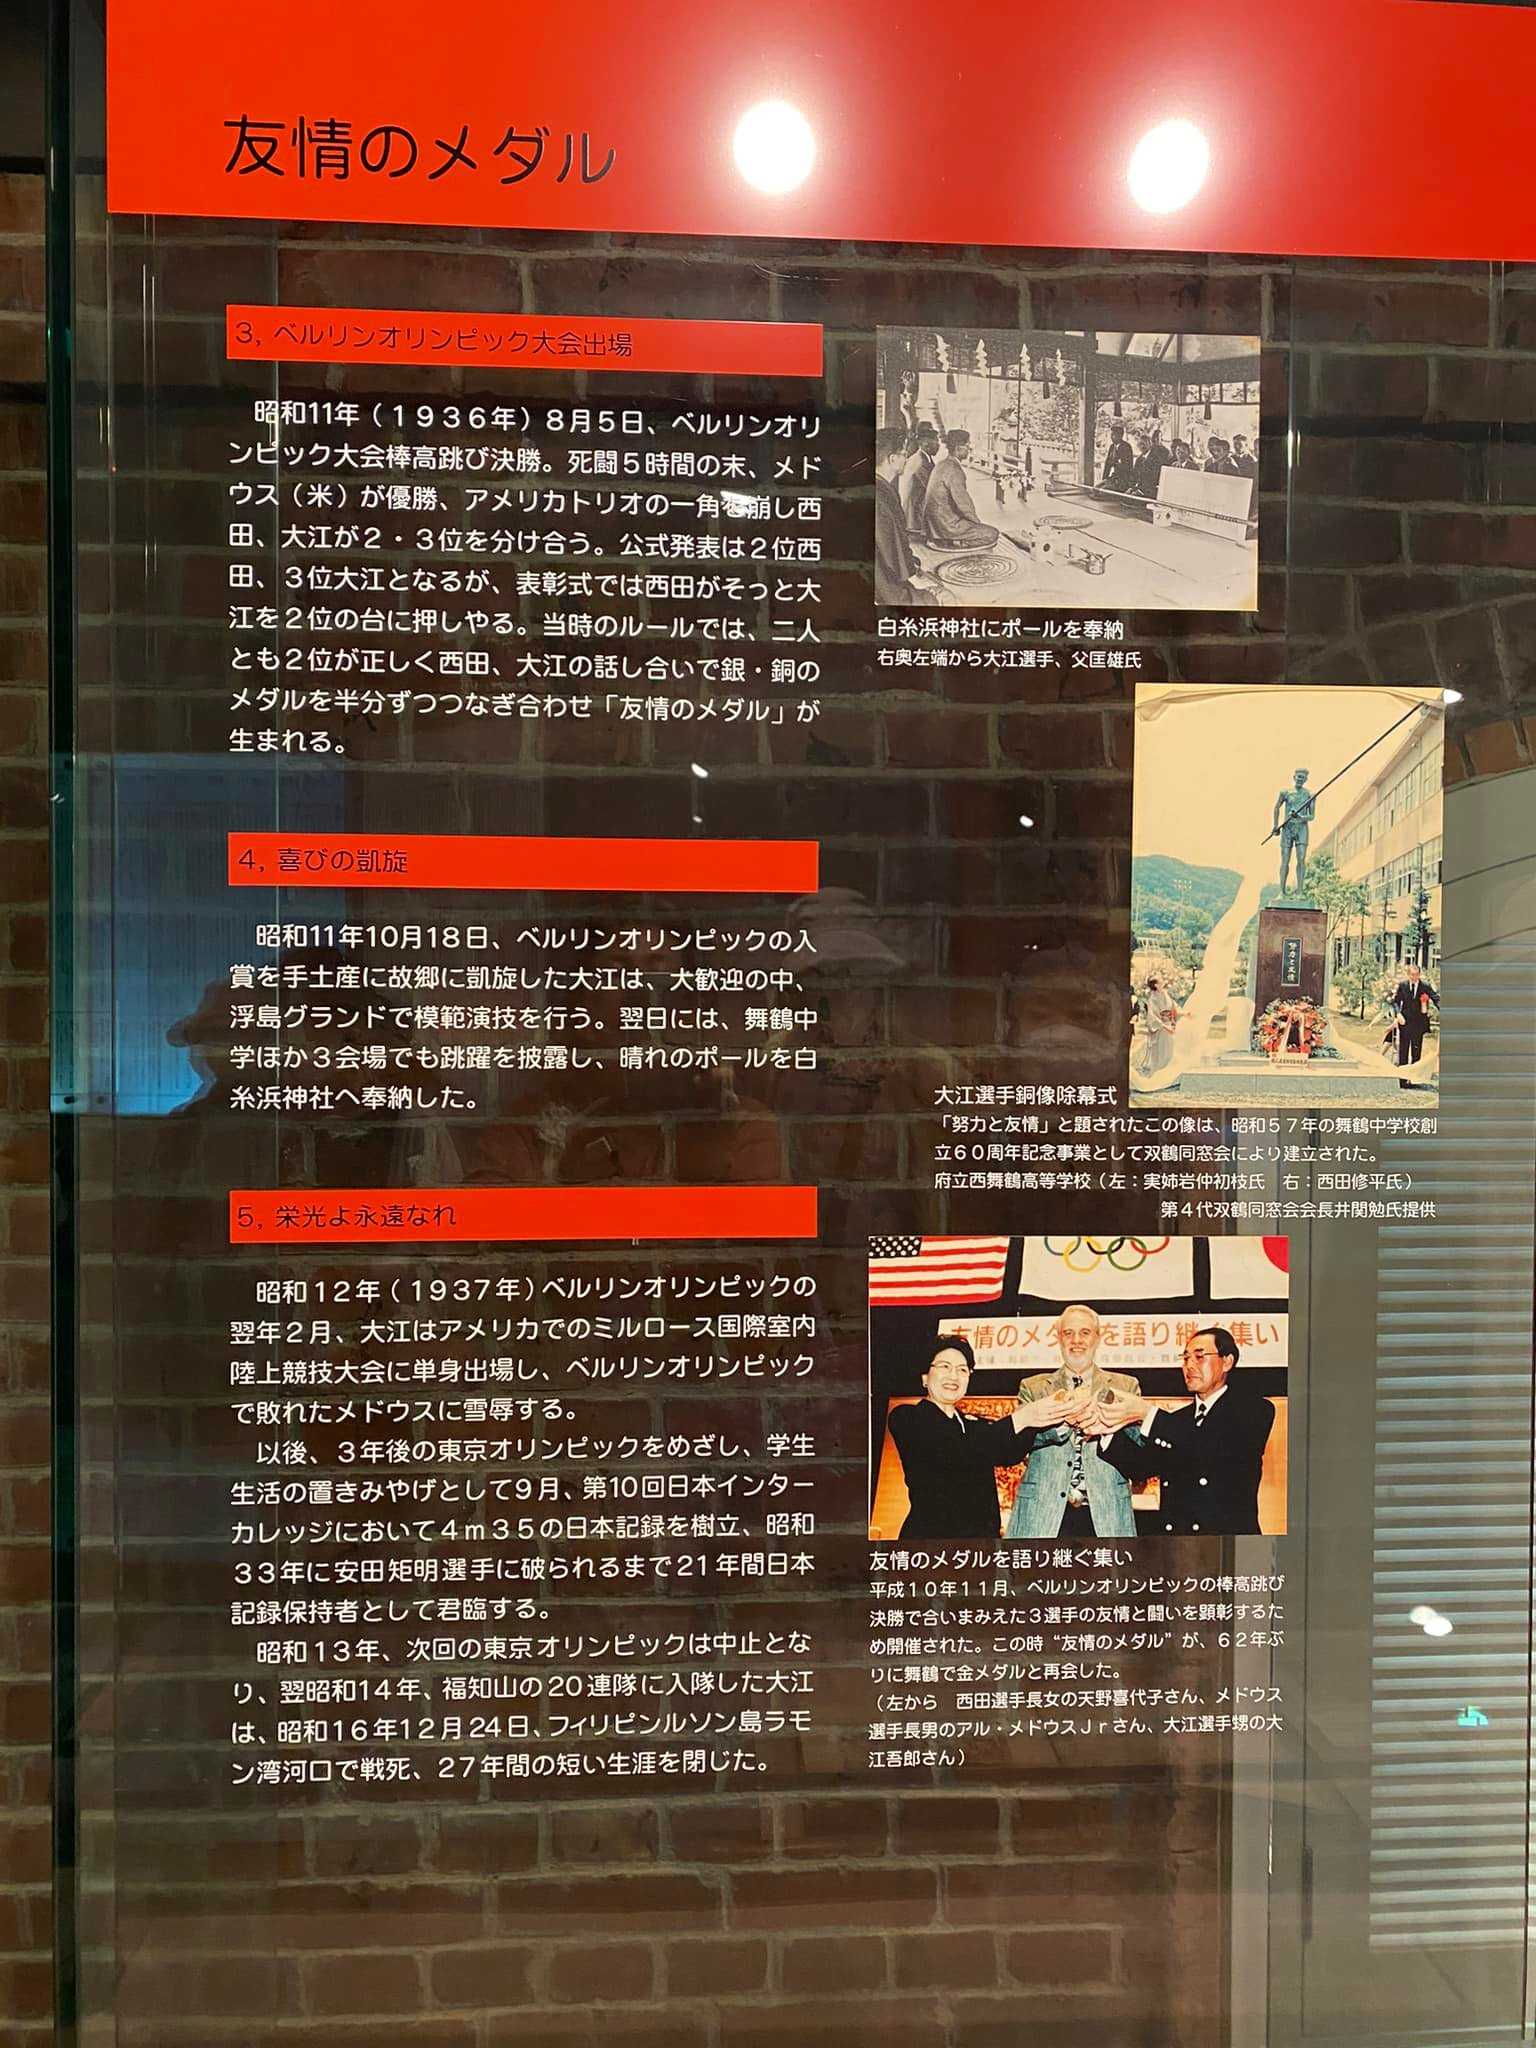 友情のメダル
3, ベルリンオリンピック大会出場
昭和11年（１９３６年）８月５日、ベルリンオリ
ンピック大会棒高跳び決勝。死闘５時間の末、メド
ウス（米）が優勝、アメリカトリオの一角を崩し西
田、大江が２・３位を分け合う。公式発表は２位西
田、３位大江となるが、表彰式では西田がそっと大
江を２位の台に押しやる。当時のルールでは、二人
とも２位が正しく西田、大江の話し合いで銀・銅の
メダルを半分ずつつなぎ合わせ「友情のメダル」が
生まれる。
白糸浜神社にポールを奉納
右奥左端から大江選手、父匡雄氏
4, 喜びの凱旋
昭和11年10月18日、ベルリンオリンピックの入
賞を手土産に故郷に凱旋した大江は、大歓迎の中、
浮島グランドで模範演技を行う。翌日には、舞鶴中
学ほか３会場でも跳躍を披露し、晴れのポールを白
糸浜神社へ奉納した。
努力と友情
大江選手銅像除幕式
「努力と友情」と題されたこの像は、昭和５７年の舞鶴中学校創
立６０周年記念事業として双鶴同窓会により建立された。
府立西舞鶴高等学校（左：実姉岩仲初枝氏　右：西田修平氏）
第４代双鶴同窓会会長井関勉氏提供
5, 栄光よ永遠なれ
昭和１２年（１９３７年）ベルリンオリンピックの
翌年２月、大江はアメリカでのミルロース国際室内
陸上競技大会に単身出場し、ベルリンオリンピック
で敗れたメドウスに雪辱する。
以後、３年後の東京オリンピックをめざし、学生
生活の置きみやげとして９月、第10回日本インター
カレッジにおいて４ｍ３５の日本記録を樹立、昭和
３３年に安田矩明選手に破られるまで２１年間日本
記録保持者として君臨する。
昭和１３年、次回の東京オリンピックは中止とな
り、翌昭和１４年、福知山の２０連隊に入隊した大江
は、昭和１６年１２月２４日、フィリピンルソン島ラモ
ン湾河口で戦死、２７年間の短い生涯を閉じた。
友情のメダルを語り継ぐ集い
友情のメダルを語り継ぐ集い
平成１０年１１月、ベルリンオリンピックの棒高跳び
決勝で合いまみえた３選手の友情と闘いを顕彰するた
め開催された。この時“友情のメダル”が、６２年ぶ
りに舞鶴で金メダルと再会した。
（左から　西田選手長女の天野喜代子さん、メドウス
選手長男のアル・メドウスＪｒさん、大江選手甥の大
江吾郎さん）